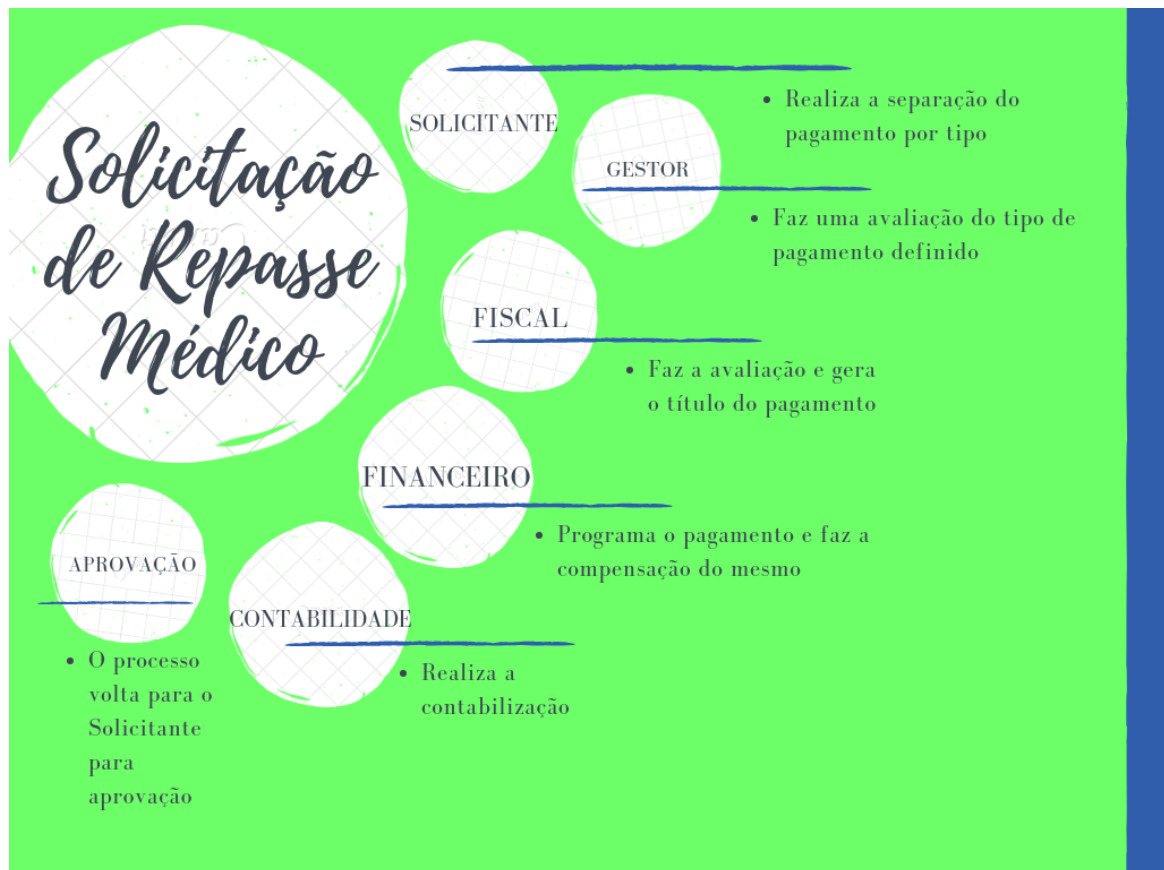 Solicitação
de Repasse
Médico
SOLICITANTE
• Realiza a separação do
pagamento por tipo
GESTOR
• Faz uma avaliação do tipo de
pagamento definido
FISCAL
• Faz a avaliação e gera
o título do pagamento
FINANCEIRO
• Programa o pagamento e faz a
compensação do mesmo
CONTABILIDADE
• Realiza a
contabilização
APROVAÇÃO
• O processo
volta para o
Solicitante
para
aprovação